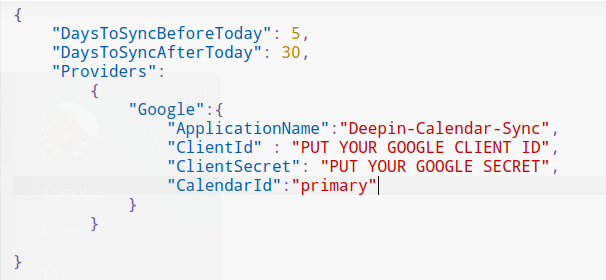 {
"DaysToSyncBeforeToday": 5,
"DaysToSyncAfterToday": 30,
"Providers":
{
"Google":{
"ApplicationName":"Deepin-Calendar-Sync",
"ClientId" : "PUT YOUR GOOGLE CLIENT ID",
"ClientSecret": "PUT YOUR GOOGLE SECRET",
"CalendarId":"primary"
}
}
}